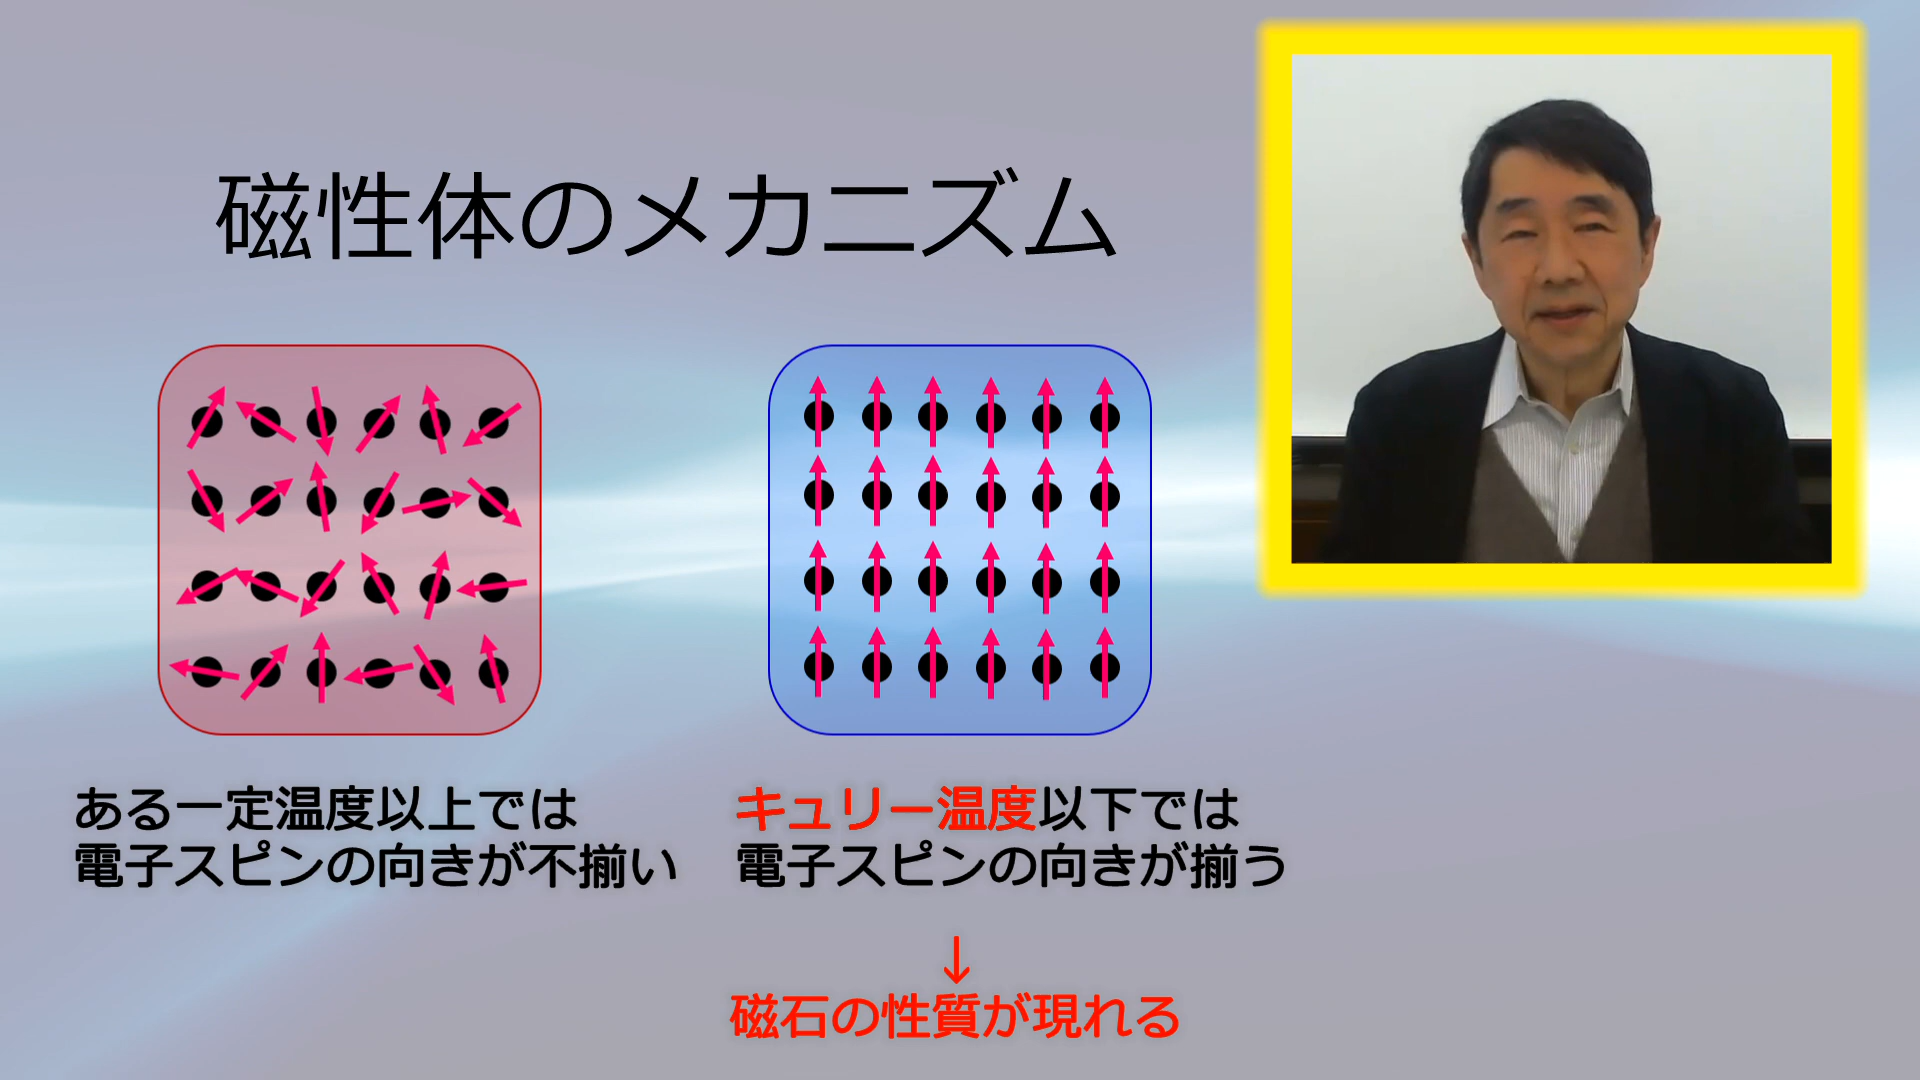 磁性体のメカニズム
ある一定温度以上では
電子スピンの向きが不揃い
キュリー温度以下では
電子スピンの向きが揃う
↓
磁石の性質が現れる